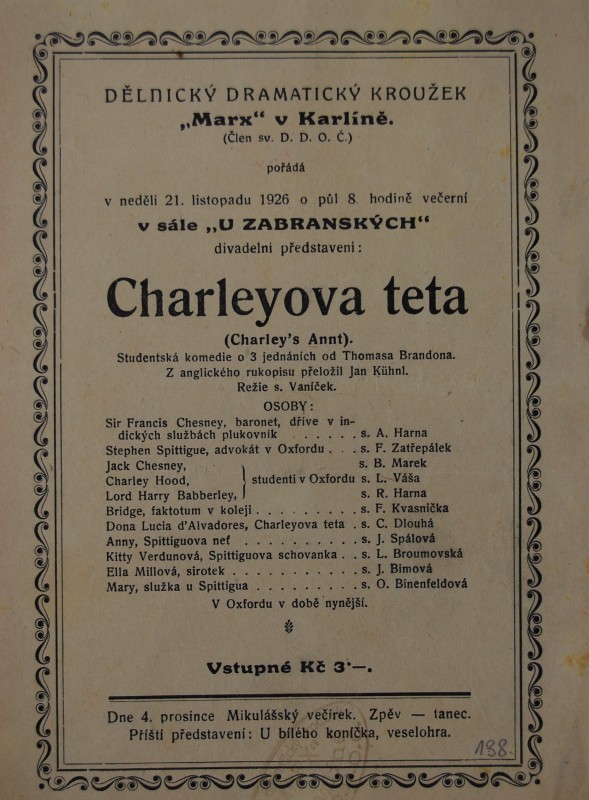 DĚLNICKÝ DRAMATICKÝ KROUŽEK
„Marx“ v Karlíně.
(Člen sv. D. D. O. Č.)
pořádá
v neděli 21. listopadu 1926 o půl 8. hodině večerní
v sále „U ZABRANSKÝCH“
divadelni představeni:
Charleyova teta
(Charley's Annt).
Studentská komedie o 3 jednáních od Thomasa Brandona.
Z anglického rukopisu přeložil Jan Kühnl.
Režie s. Vaníček.
OSOBY:
Sir Francis Chesney, baronet, dříve v in-
dických službách plukovník . . . . . s. A. Harna
Stephen Spittigue, advokát v Oxfordu . . . s. F. Zatřepálek
Jack Chesney, s. B. Marek
Charley Hood, studenti v Oxfordu s. L. Váša
Lord Harry Babberley, s. R. Harna
Bridge, faktotum v koleji . . . . . . . . . s. F. Kvasnička
Dona Lucia d'Alvadores, Charleyova teta . s. C. Dlouhá
Anny, Spittiguova neť . . . . . . . . . . s. J. Spálová
Kitty Verdunová, Spittiguova schovanka . . s. L. Broumovská
Ella Millová, sirotek . . . . . . . . . . . s. J. Bimová
Mary, služka u Spittigua . . . . . . . . . s. O. Binenfeldová
V Oxfordu v době nynější.
Vstupné Kč 3·—.
Dne 4. prosince Mikulášský večírek. Zpěv — tanec.
Příští představení: U bílého koníčka, veselohra.
188.